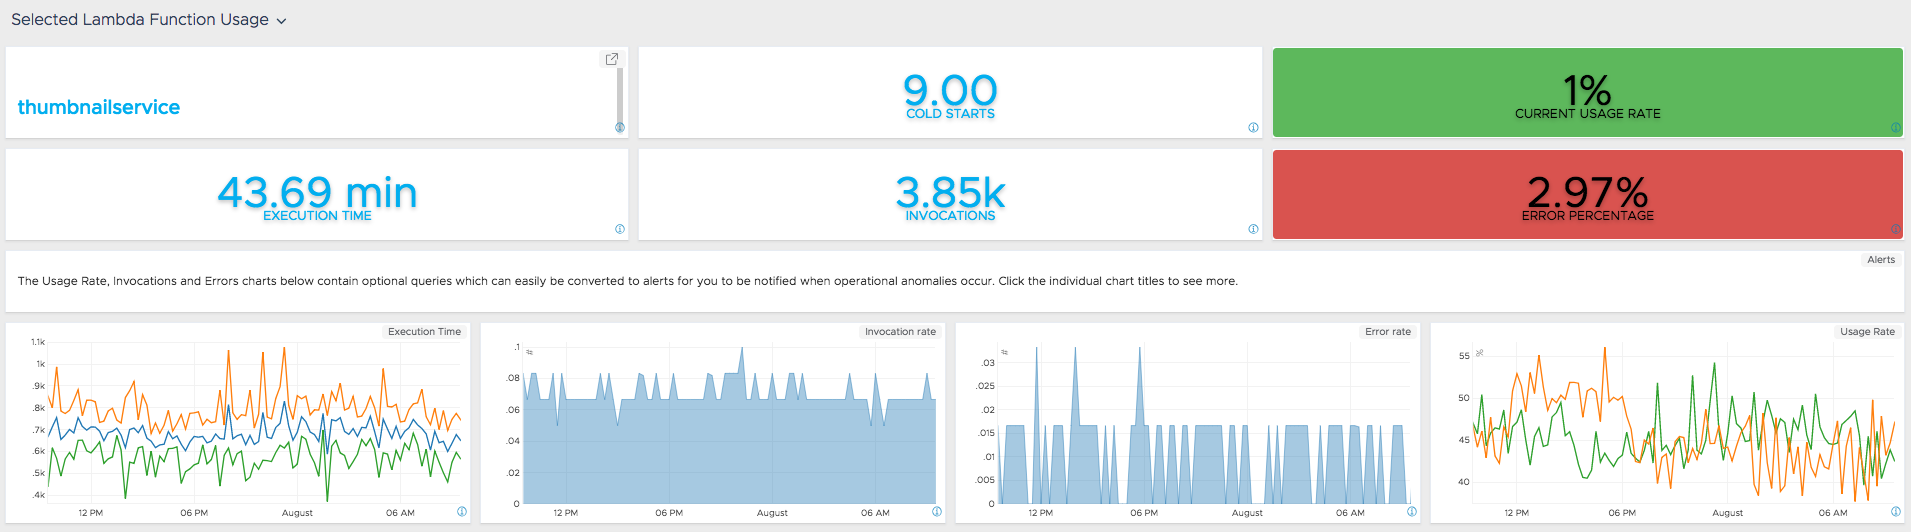 Selected Lambda Function Usage
thumbnailservice
9.00
COLD STARTS
1%
CURRENT USAGE RATE
43.69 min
EXECUTION TIME
3.85k
INVOCATIONS
2.97%
ERROR PERCENTAGE
Alerts
The Usage Rate, Invocations and Errors charts below contain optional queries which can easily be converted to alerts for you to be notified when operational anomalies occur. Click the individual chart titles to see more.
Execution Time
1.1k
1k
.9k
.8k
.7k
.6k
.5k
.4k
12 PM
06 PM
August
06 AM
Invocation rate
#
.1
.08
.06
.04
.02
0
12 PM
06 PM
August
06 AM
Error rate
#
.03
.025
.02
.015
.01
.005
0
12 PM
06 PM
August
06 AM
Usage Rate
%
55
50
45
40
12 PM
06 PM
August
06 AM